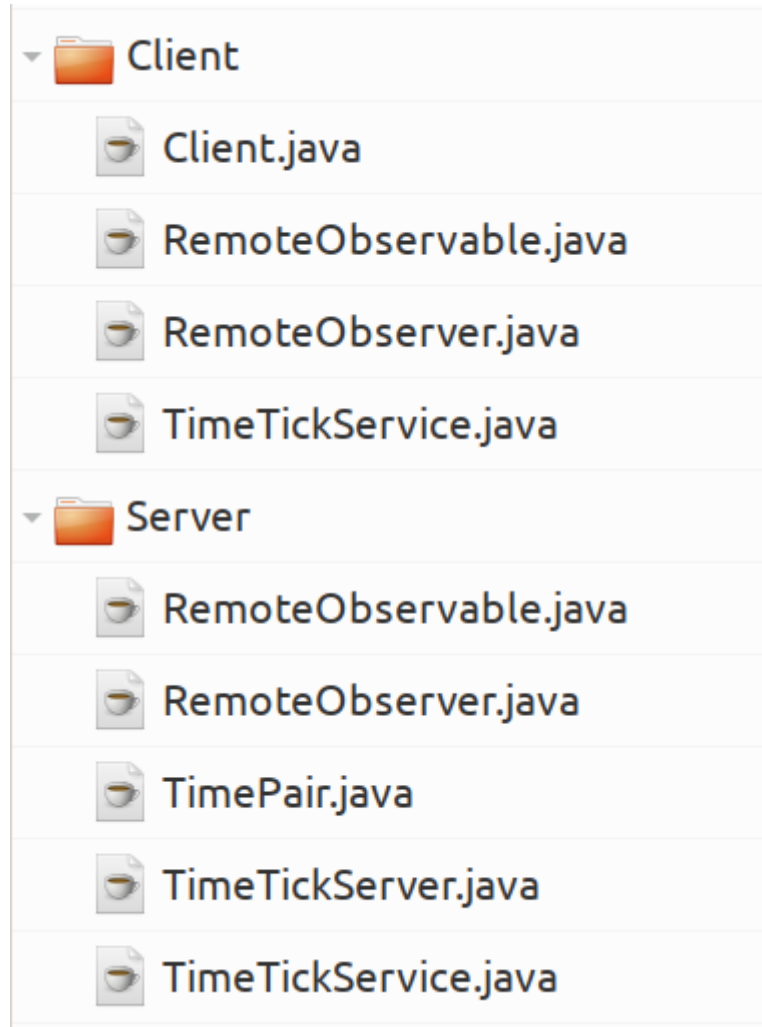 Client
Client.java
RemoteObservable.java
RemoteObserver.java
TimeTickService.java
Server
RemoteObservable.java
RemoteObserver.java
TimePair.java
TimeTickServer.java
TimeTickService.java